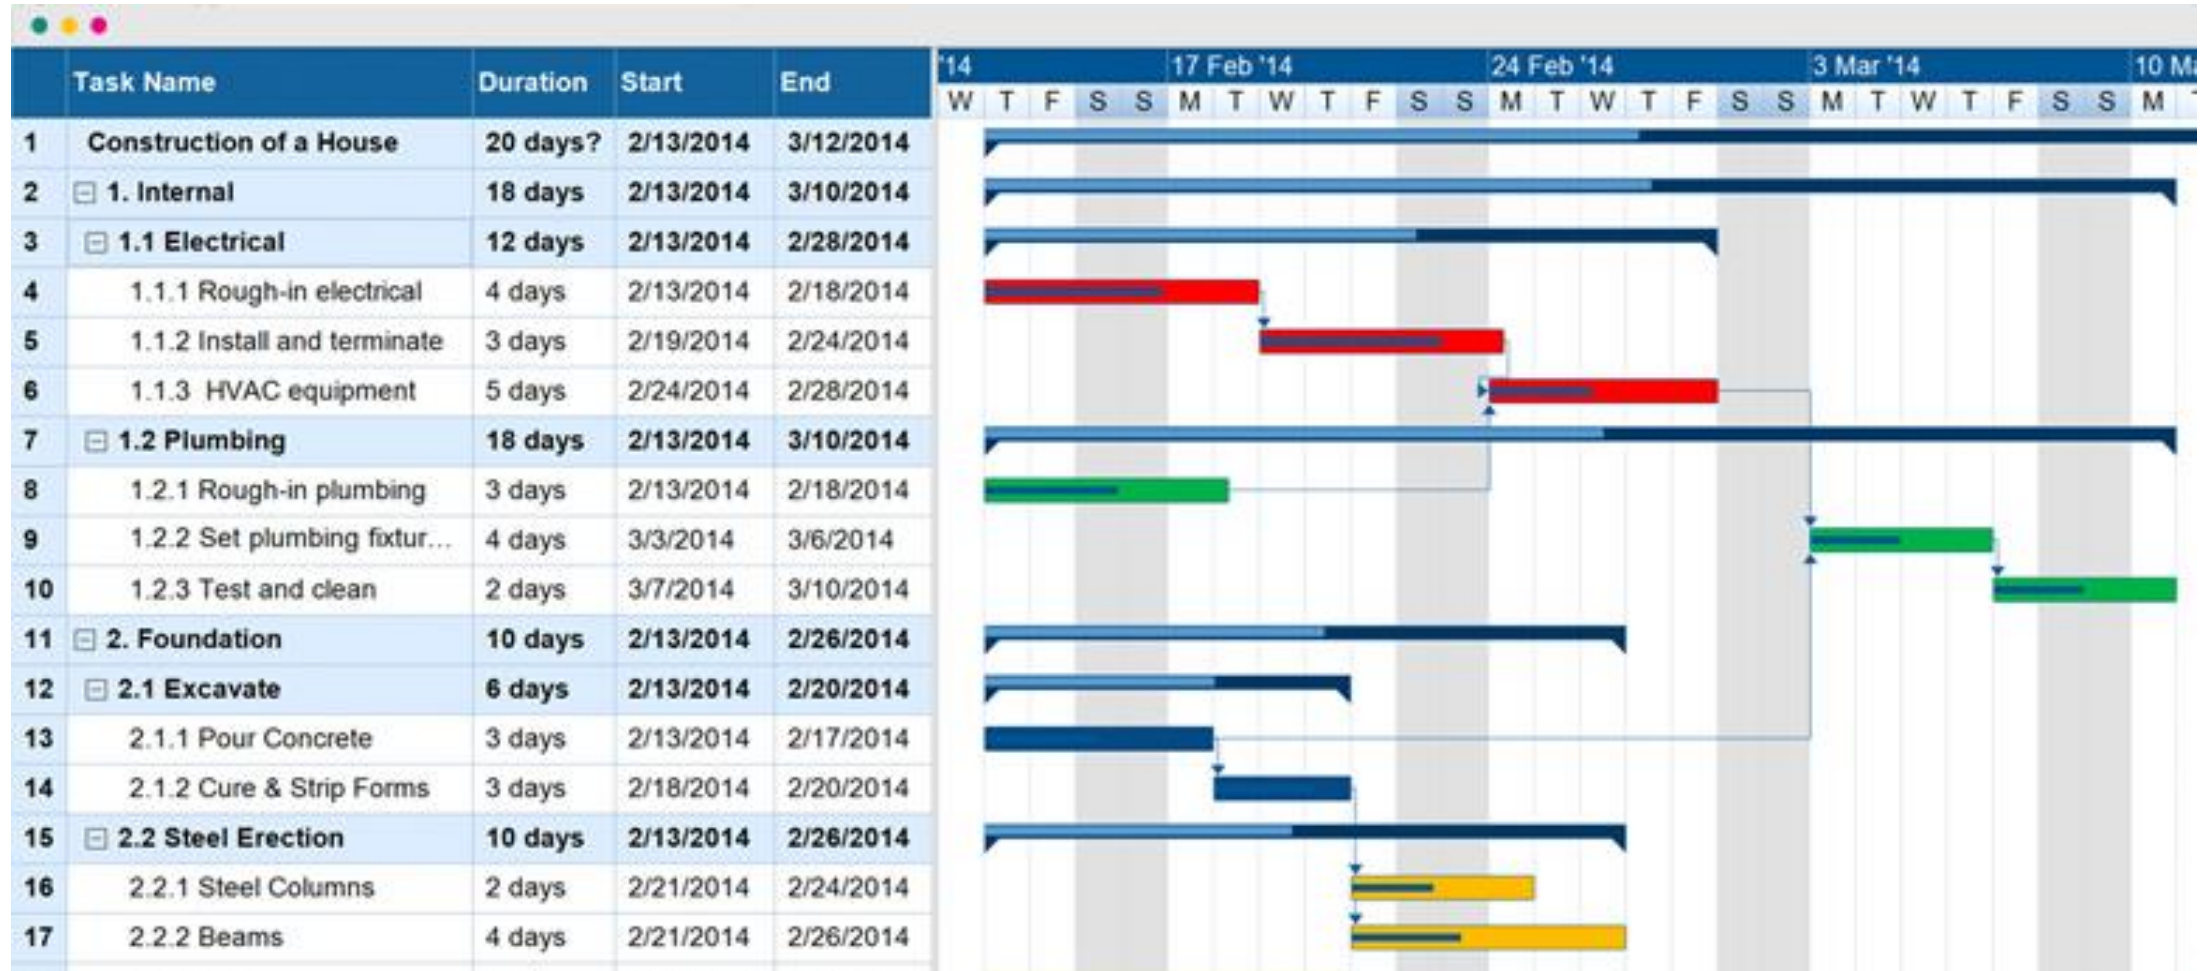 Task Name Duration Start End '14 17 Feb '14 24 Feb '14 3 Mar '14 10 Ma
W T F S S M T W T F S S M T W T F S S M T W T F S S M
1 Construction of a House 20 days? 2/13/2014 3/12/2014
2 1. Internal 18 days 2/13/2014 3/10/2014
3 1.1 Electrical 12 days 2/13/2014 2/28/2014
4 1.1.1 Rough-in electrical 4 days 2/13/2014 2/18/2014
5 1.1.2 Install and terminate 3 days 2/19/2014 2/24/2014
6 1.1.3 HVAC equipment 5 days 2/24/2014 2/28/2014
7 1.2 Plumbing 18 days 2/13/2014 3/10/2014
8 1.2.1 Rough-in plumbing 3 days 2/13/2014 2/18/2014
9 1.2.2 Set plumbing fixtur... 4 days 3/3/2014 3/6/2014
10 1.2.3 Test and clean 2 days 3/7/2014 3/10/2014
11 2. Foundation 10 days 2/13/2014 2/26/2014
12 2.1 Excavate 6 days 2/13/2014 2/20/2014
13 2.1.1 Pour Concrete 3 days 2/13/2014 2/17/2014
14 2.1.2 Cure & Strip Forms 3 days 2/18/2014 2/20/2014
15 2.2 Steel Erection 10 days 2/13/2014 2/26/2014
16 2.2.1 Steel Columns 2 days 2/21/2014 2/24/2014
17 2.2.2 Beams 4 days 2/21/2014 2/26/2014